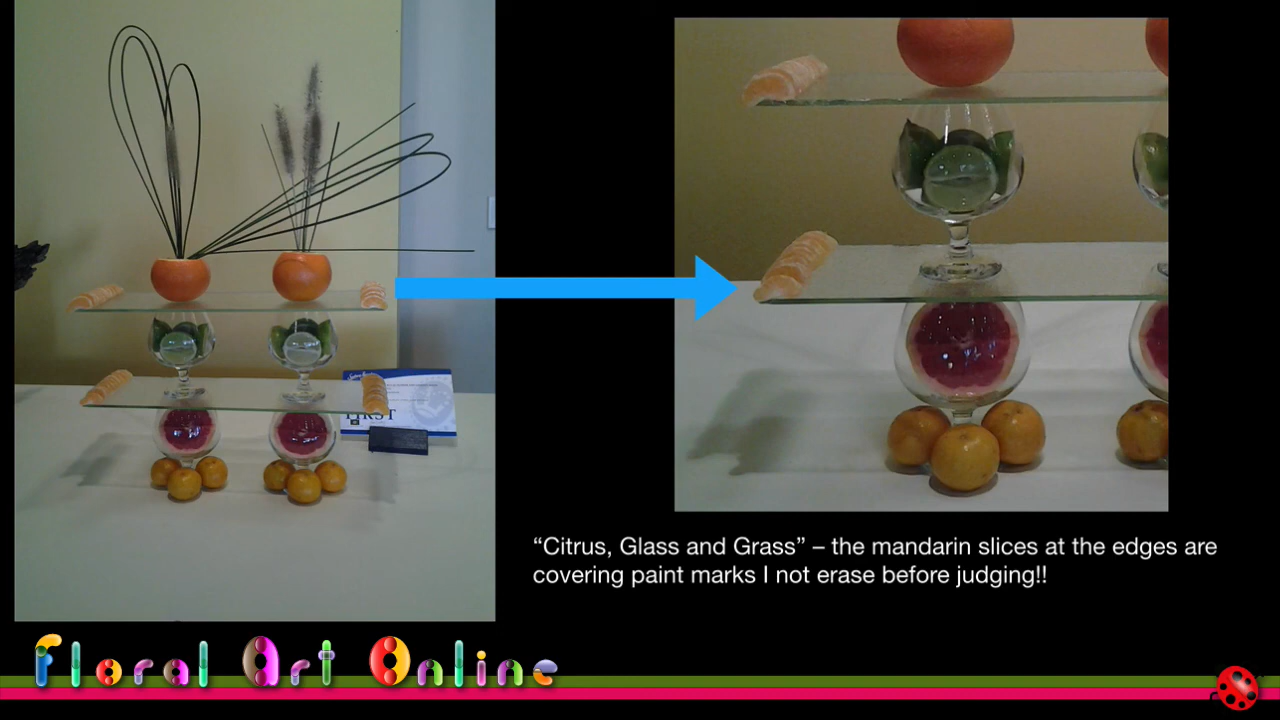 FIRST
“Citrus, Glass and Grass” – the mandarin slices at the edges are
covering paint marks I not erase before judging!!
Floral Art Online